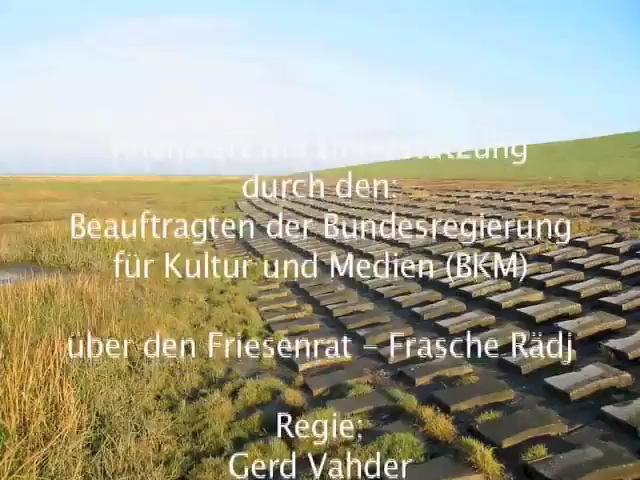 durch den:
Beauftragten der Bundesregierung
für Kultur und Medien (BKM)
über den Friesenrat – Frasche Rädj
Regie:
Gerd Vahder